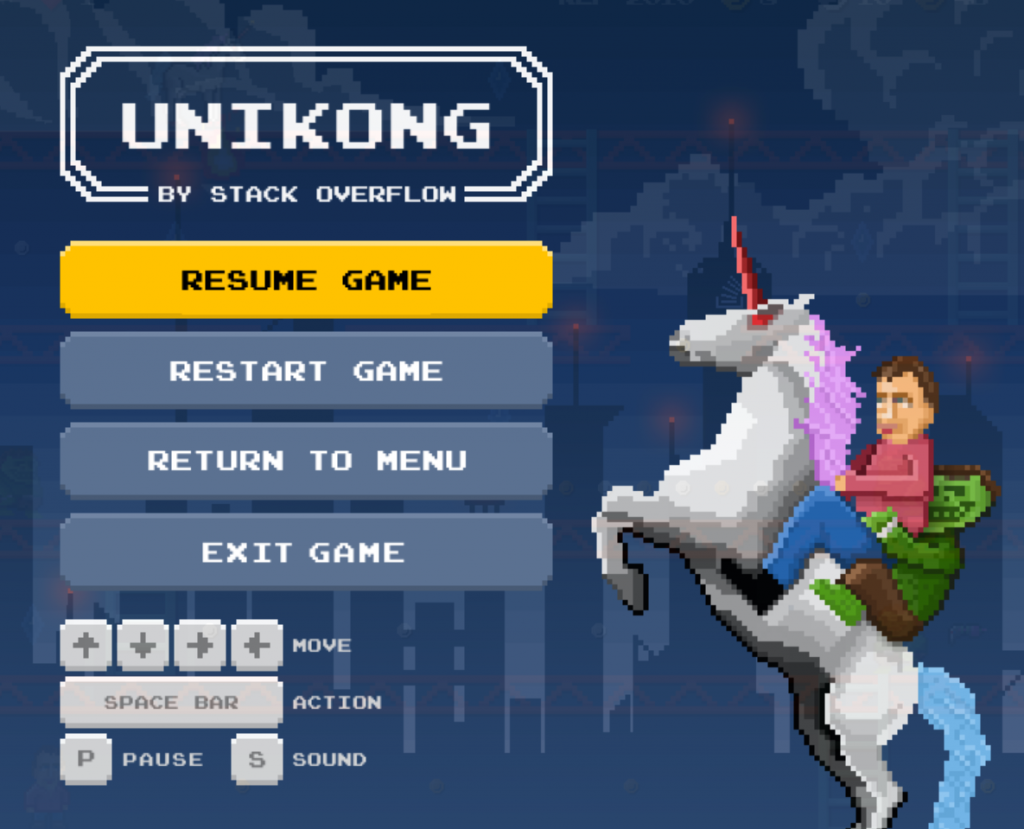 UNIKONG
BY STACK OVERFLOW
RESUME GAME
RESTART GAME
RETURN TO MENU
EXIT GAME
MOVE
SPACE BAR ACTION
P PAUSE S SOUND